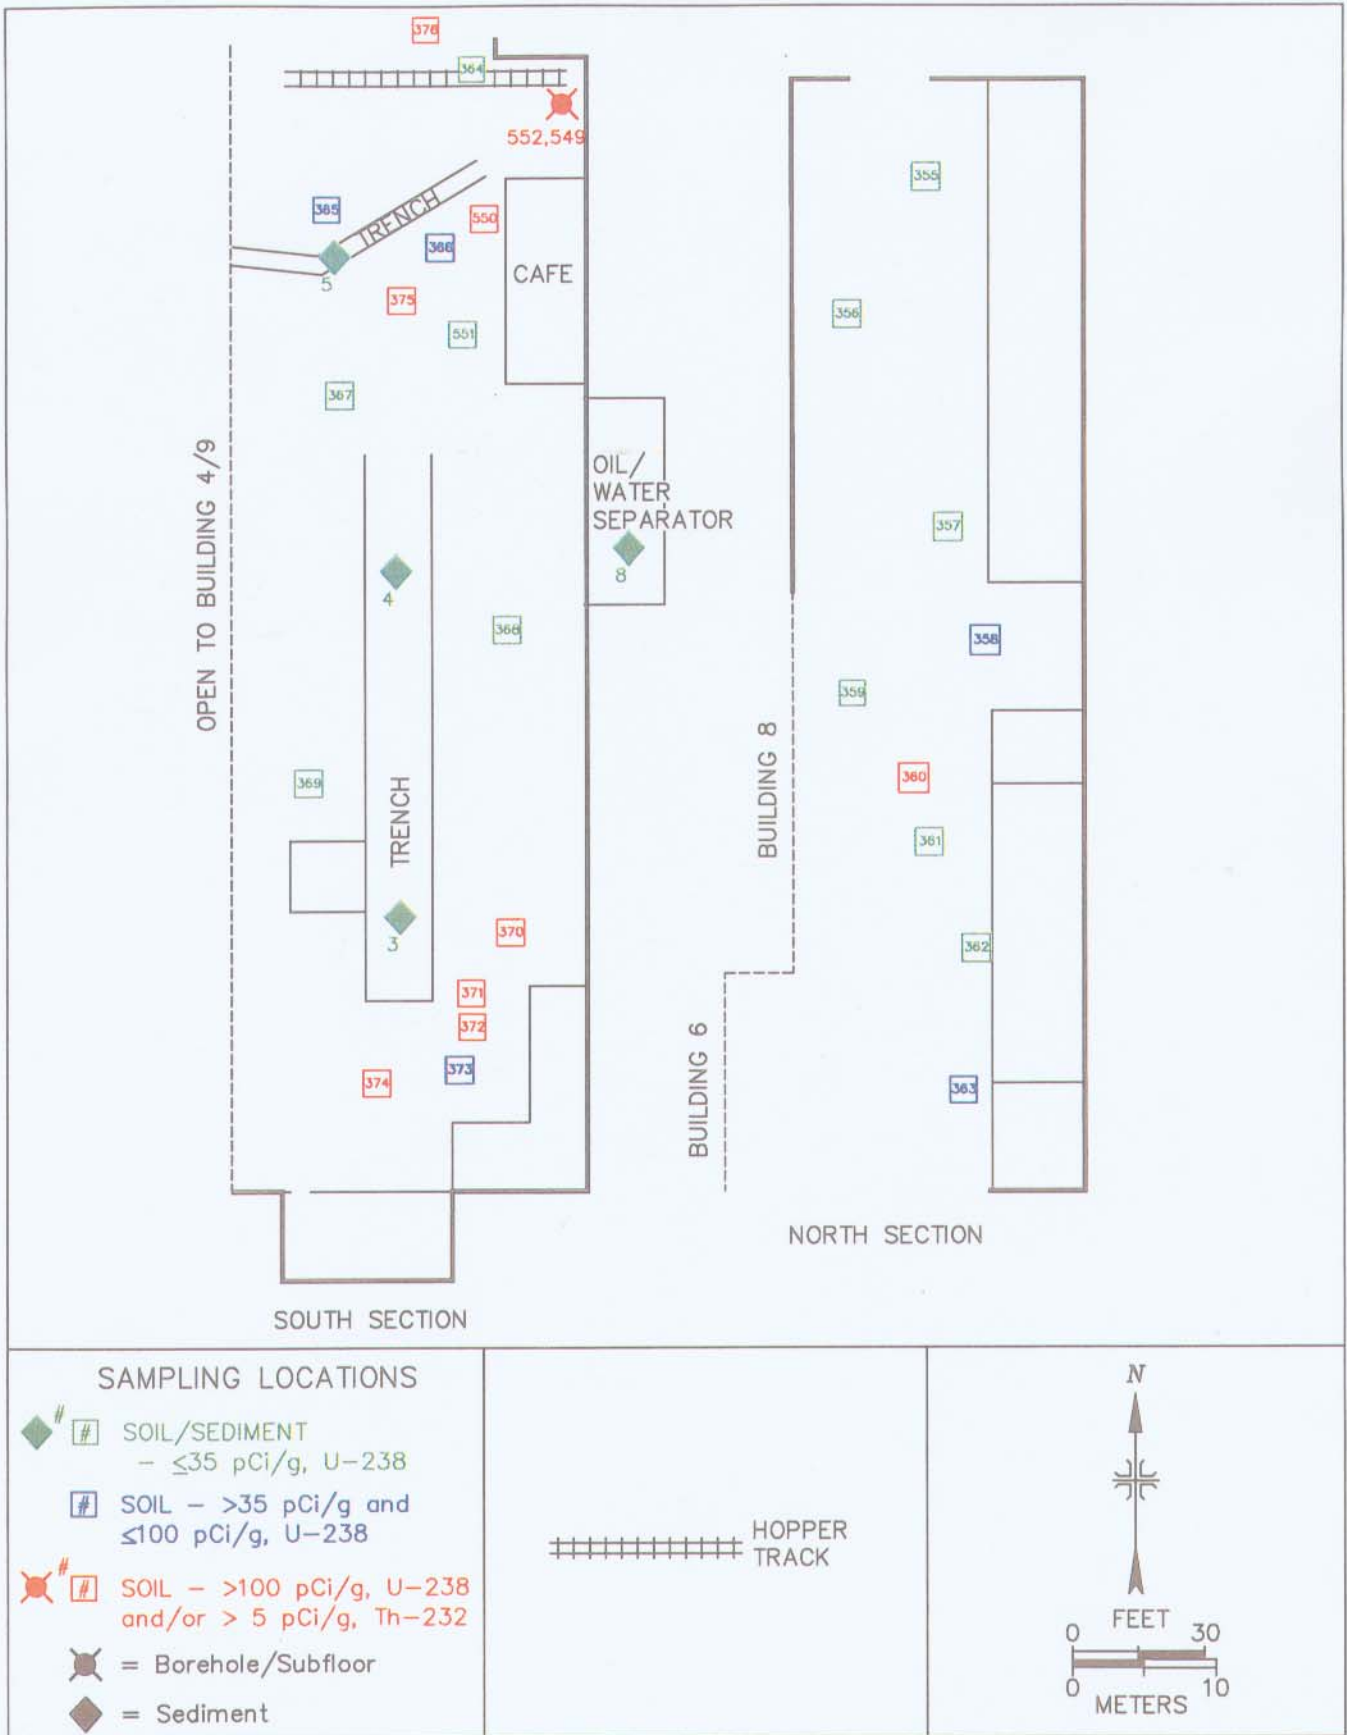 376
364
552,549
355
365
TRENCH
550
366
CAFE
5
375
356
551
367
OPEN TO BUILDING 4/9
OIL/
WATER
SEPARATOR
357
4
8
368
358
359
BUILDING 8
360
369
TRENCH
361
3
370
362
371
372
373
374
BUILDING 6
363
NORTH SECTION
SOUTH SECTION
SAMPLING LOCATIONS
# # SOIL/SEDIMENT
– ≤35 pCi/g, U–238
# SOIL – >35 pCi/g and
≤100 pCi/g, U–238
# # SOIL – >100 pCi/g, U–238
and/or > 5 pCi/g, Th–232
= Borehole/Subfloor
= Sediment
HOPPER
TRACK
N
FEET
0 30
0 10
METERS